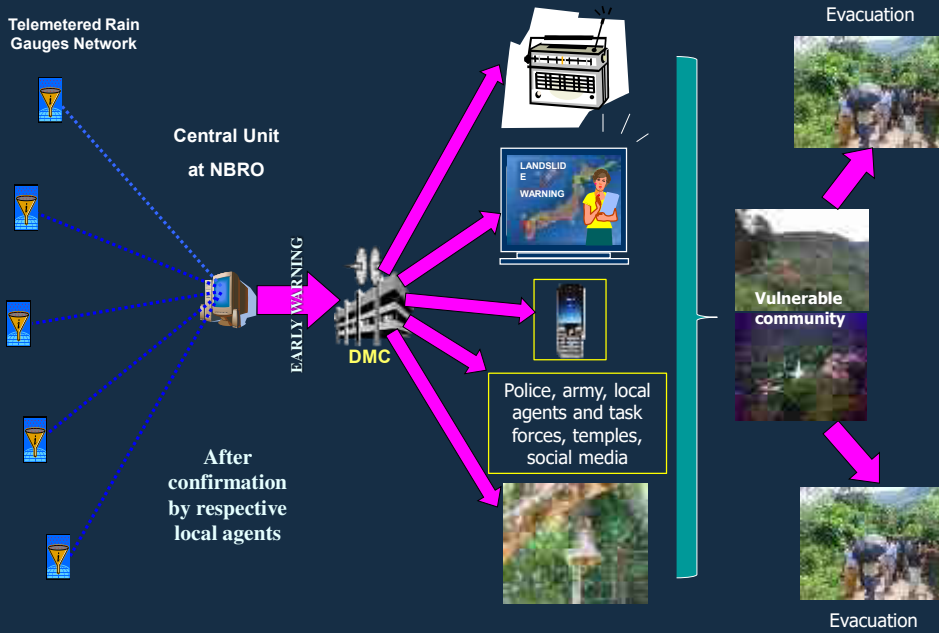 Telemetered Rain
Gauges Network
Central Unit
at NBRO
EARLY WARNING
DMC
After
confirmation
by respective
local agents
LANDSLID
E
WARNING
Police, army, local
agents and task
forces, temples,
social media
Evacuation
Vulnerable
community
Evacuation